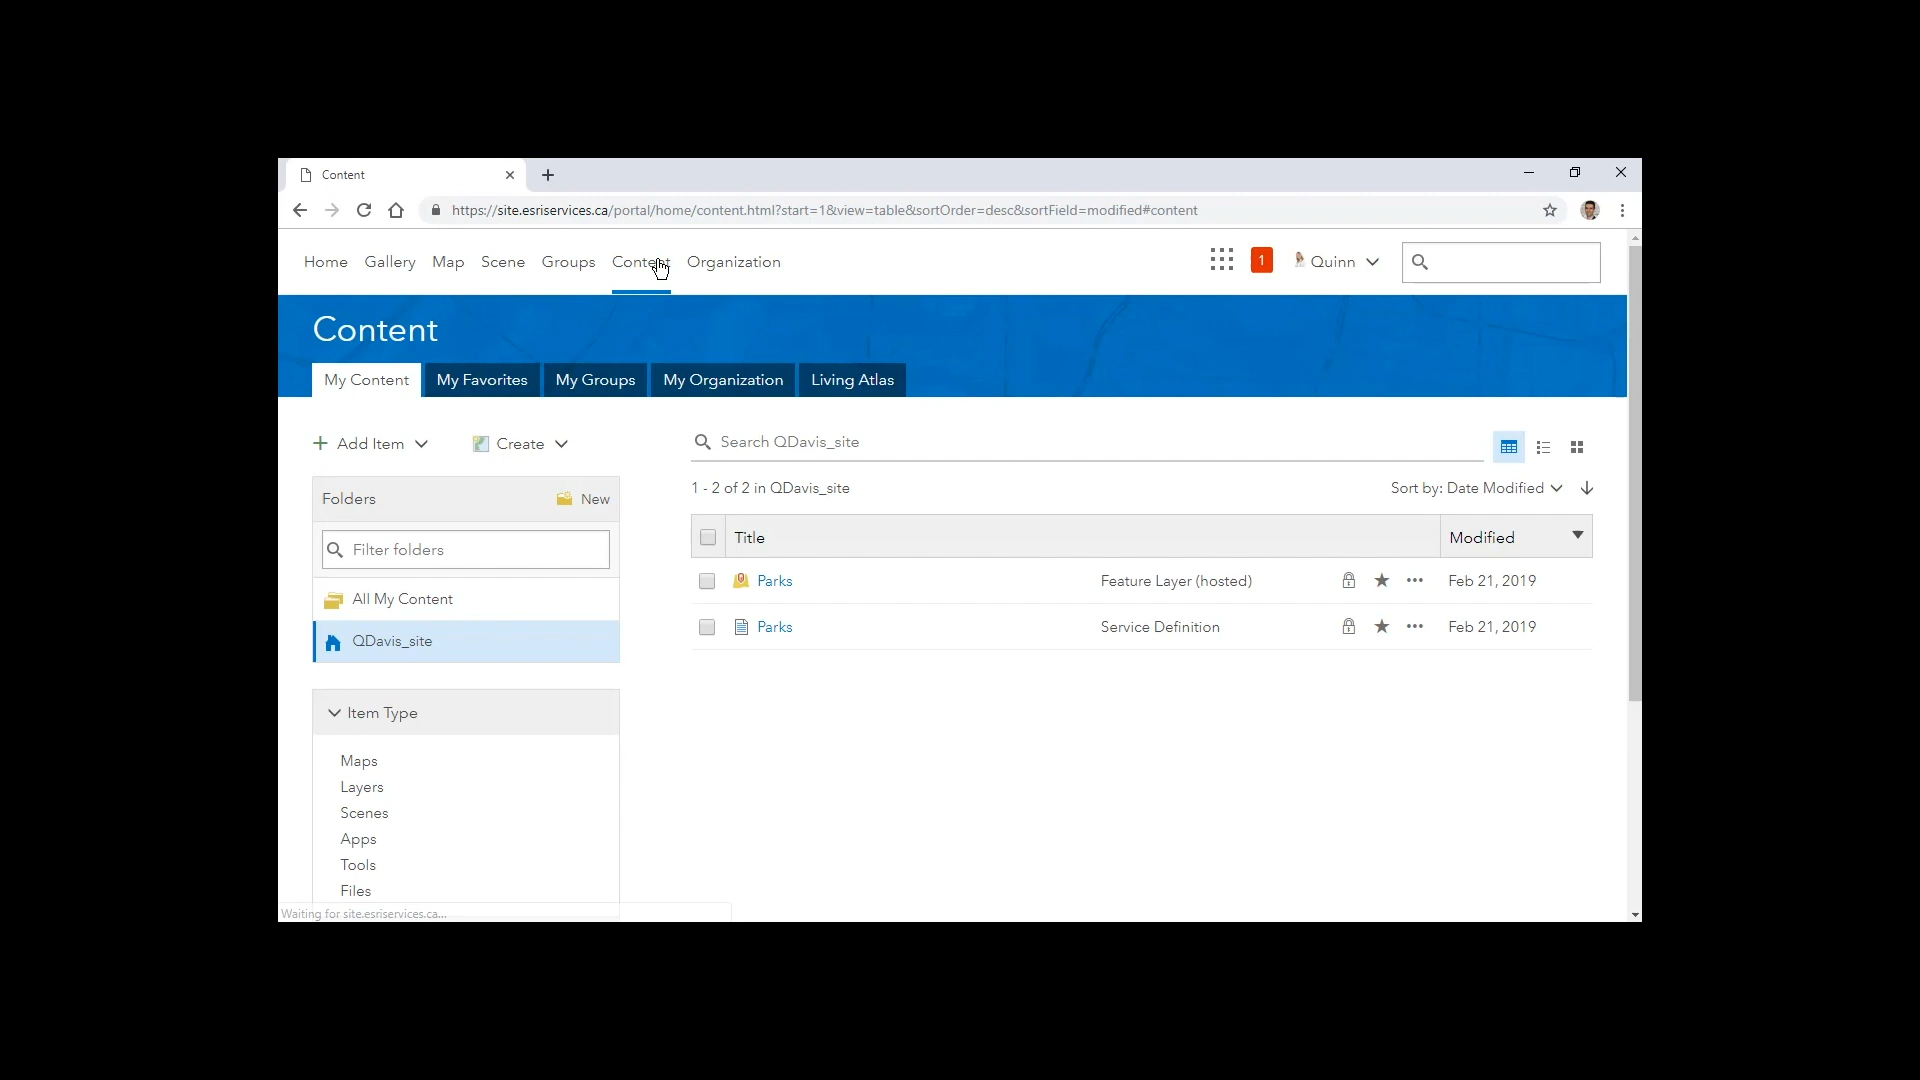 Content
https://site.esriservices.ca/portal/home/content.html?start=1&view=table&sortOrder=desc&sortField=modified#content
Home Gallery Map Scene Groups Content Organization 1 Quinn
Content
My Content My Favorites My Groups My Organization Living Atlas
Add Item Create Search QDavis_site
Folders New 1 - 2 of 2 in QDavis_site Sort by: Date Modified
Title Modified
Filter folders
Parks Feature Layer (hosted) Feb 21, 2019
All My Content
Parks Service Definition Feb 21, 2019
QDavis_site
Item Type
Maps
Layers
Scenes
Apps
Tools
Files
Waiting for site.esriservices.ca...